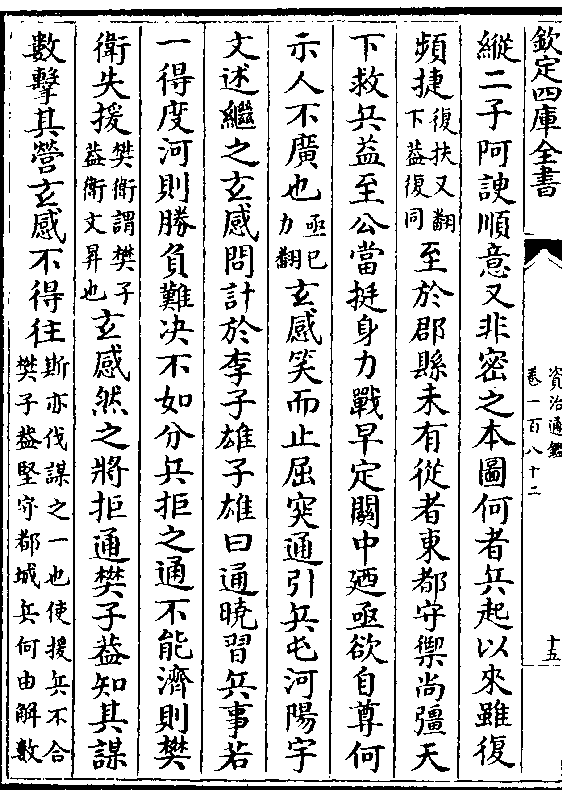 欽定四庫全書
資治通鑑
卷一百八十二
十五
縱二子阿諛順意又非密之本圖何者兵起以來雖復
頻捷復扶又翻下益復同至於郡縣未有從者東都守禦尚彊天
下救兵益至公當挺身力戰早定關中廼亟欲自尊何
示人不廣也亟已力翻玄感笑而止屈突通引兵屯河陽宇
文述繼之玄感問計於李子雄子雄曰通曉習兵事若
一得度河則勝負難決不如分兵拒之通不能濟則樊
衛失援樊衛謂樊子益衛文昇也玄感然之將拒通樊子益知其謀
數擊其營玄感不得往斯亦伐謀之一也使援兵不合樊子益堅守都城兵何由解數